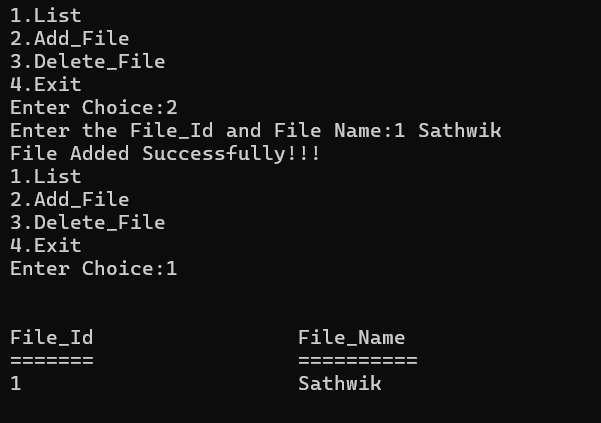 1.List
2.Add_File
3.Delete_File
4.Exit
Enter Choice:2
Enter the File_Id and File Name:1 Sathwik
File Added Successfully!!!
1.List
2.Add_File
3.Delete_File
4.Exit
Enter Choice:1
File_Id File_Name
======= ==========
1 Sathwik